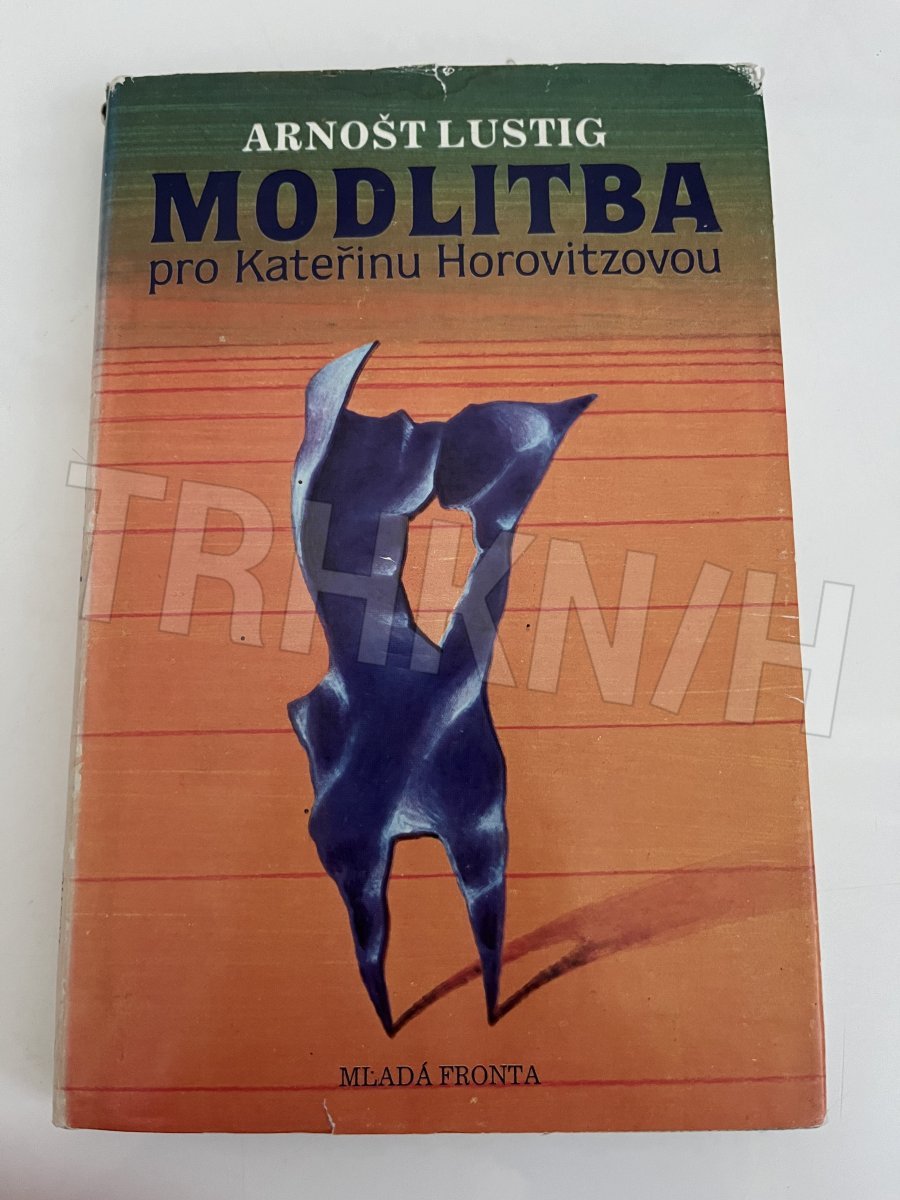 ARNOŠT LUSTIG
MODLITBA
pro Kateřinu Horovitzovou
TRHKNIH
MLADÁ FRONTA